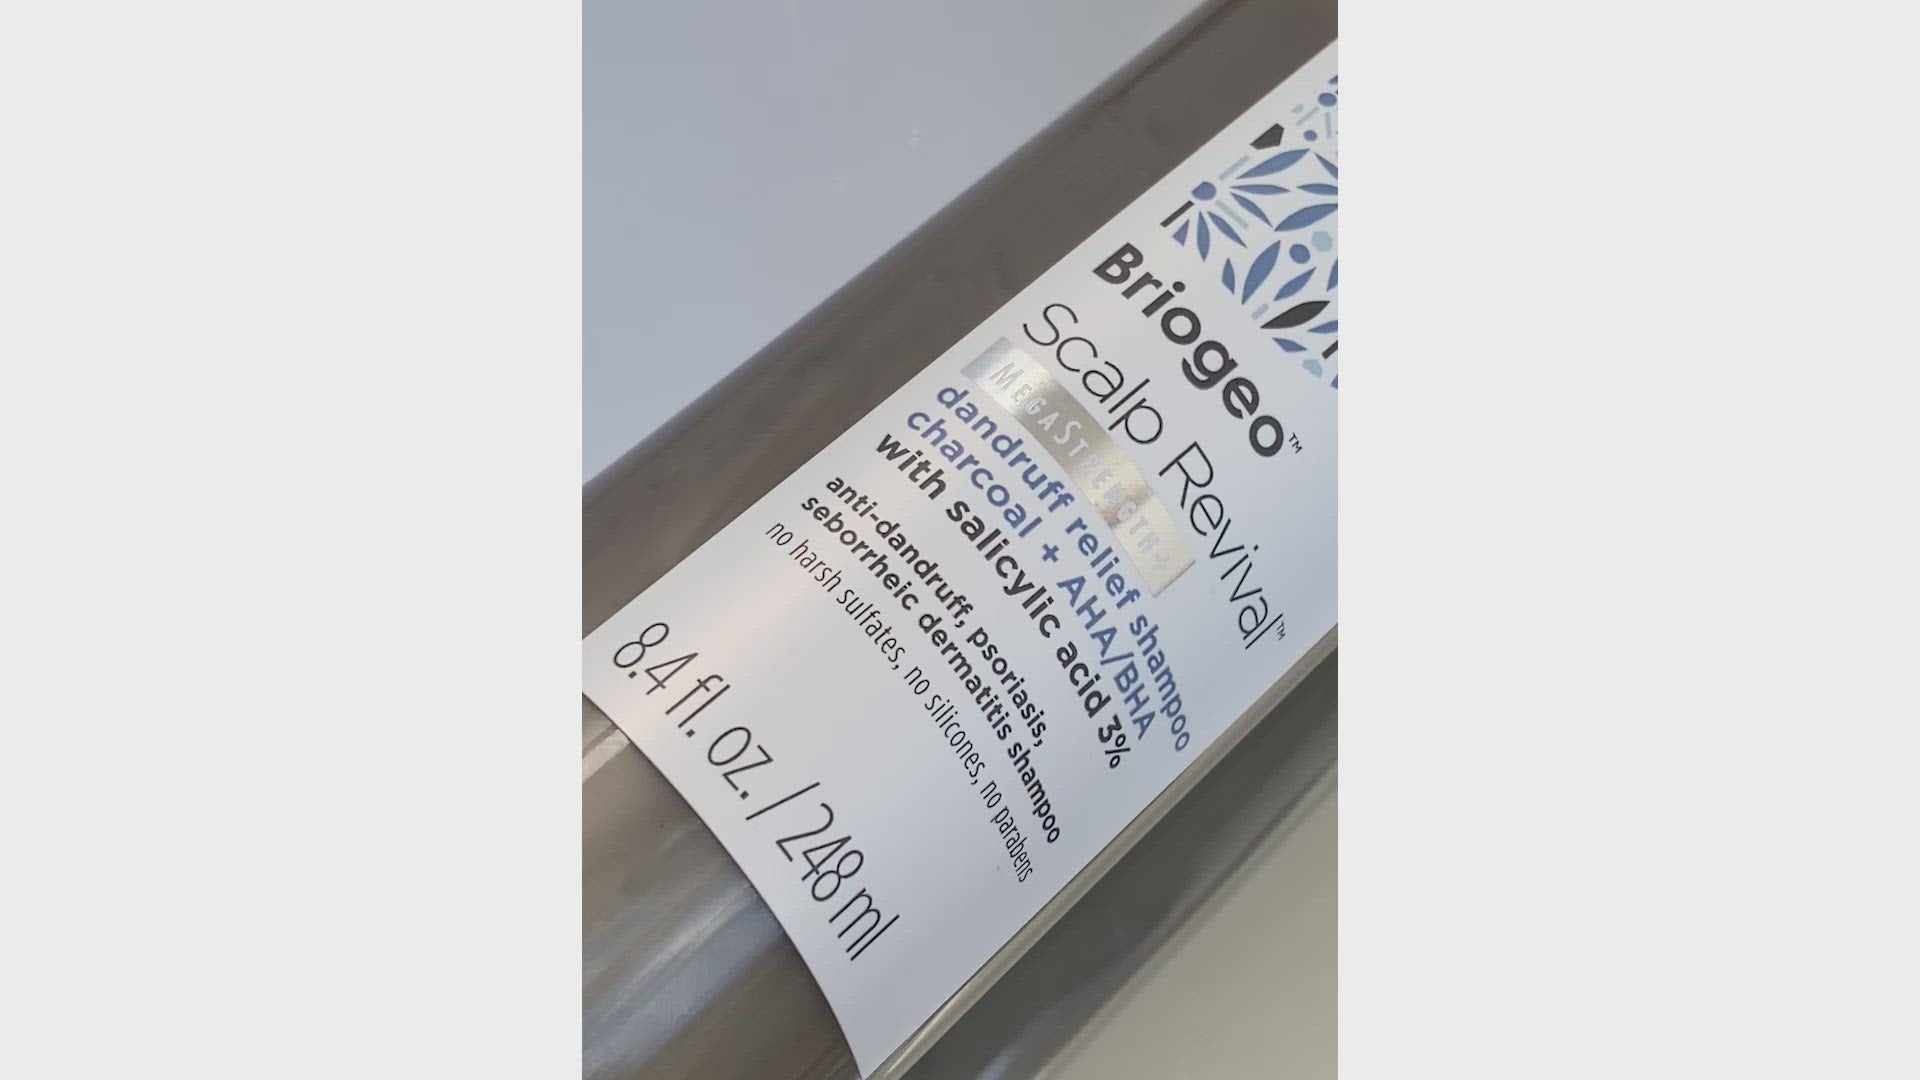 Briogeo™
Scalp Revival™
MEGASTRENGTH+
dandruff relief shampoo
charcoal + AHA/BHA
with salicylic acid 3%
anti-dandruff, psoriasis,
seborrheic dermatitis shampoo
no harsh sulfates, no silicones, no parabens
8.4 fl. oz. / 248 ml